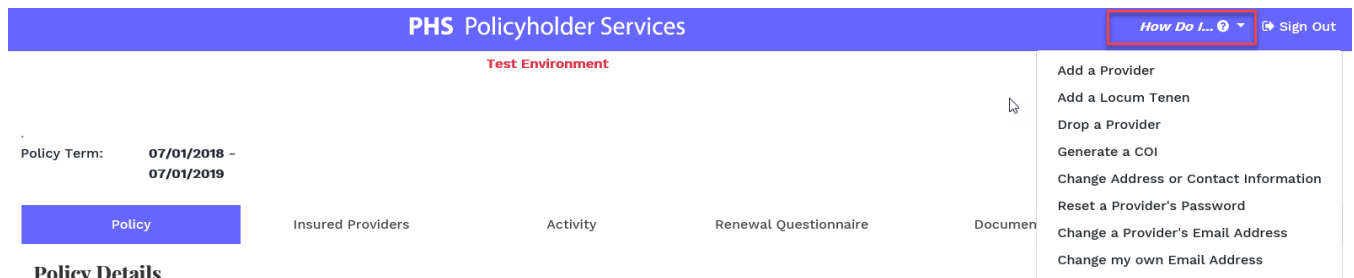 PHS Policyholder Services
How Do I...
Sign Out
Test Environment
Add a Provider
Add a Locum Tenen
Drop a Provider
Generate a COI
Change Address or Contact Information
Reset a Provider's Password
Change a Provider's Email Address
Change my own Email Address
Policy Term: 07/01/2018 -
07/01/2019
Policy Insured Providers Activity Renewal Questionnaire Documen
Policy Details